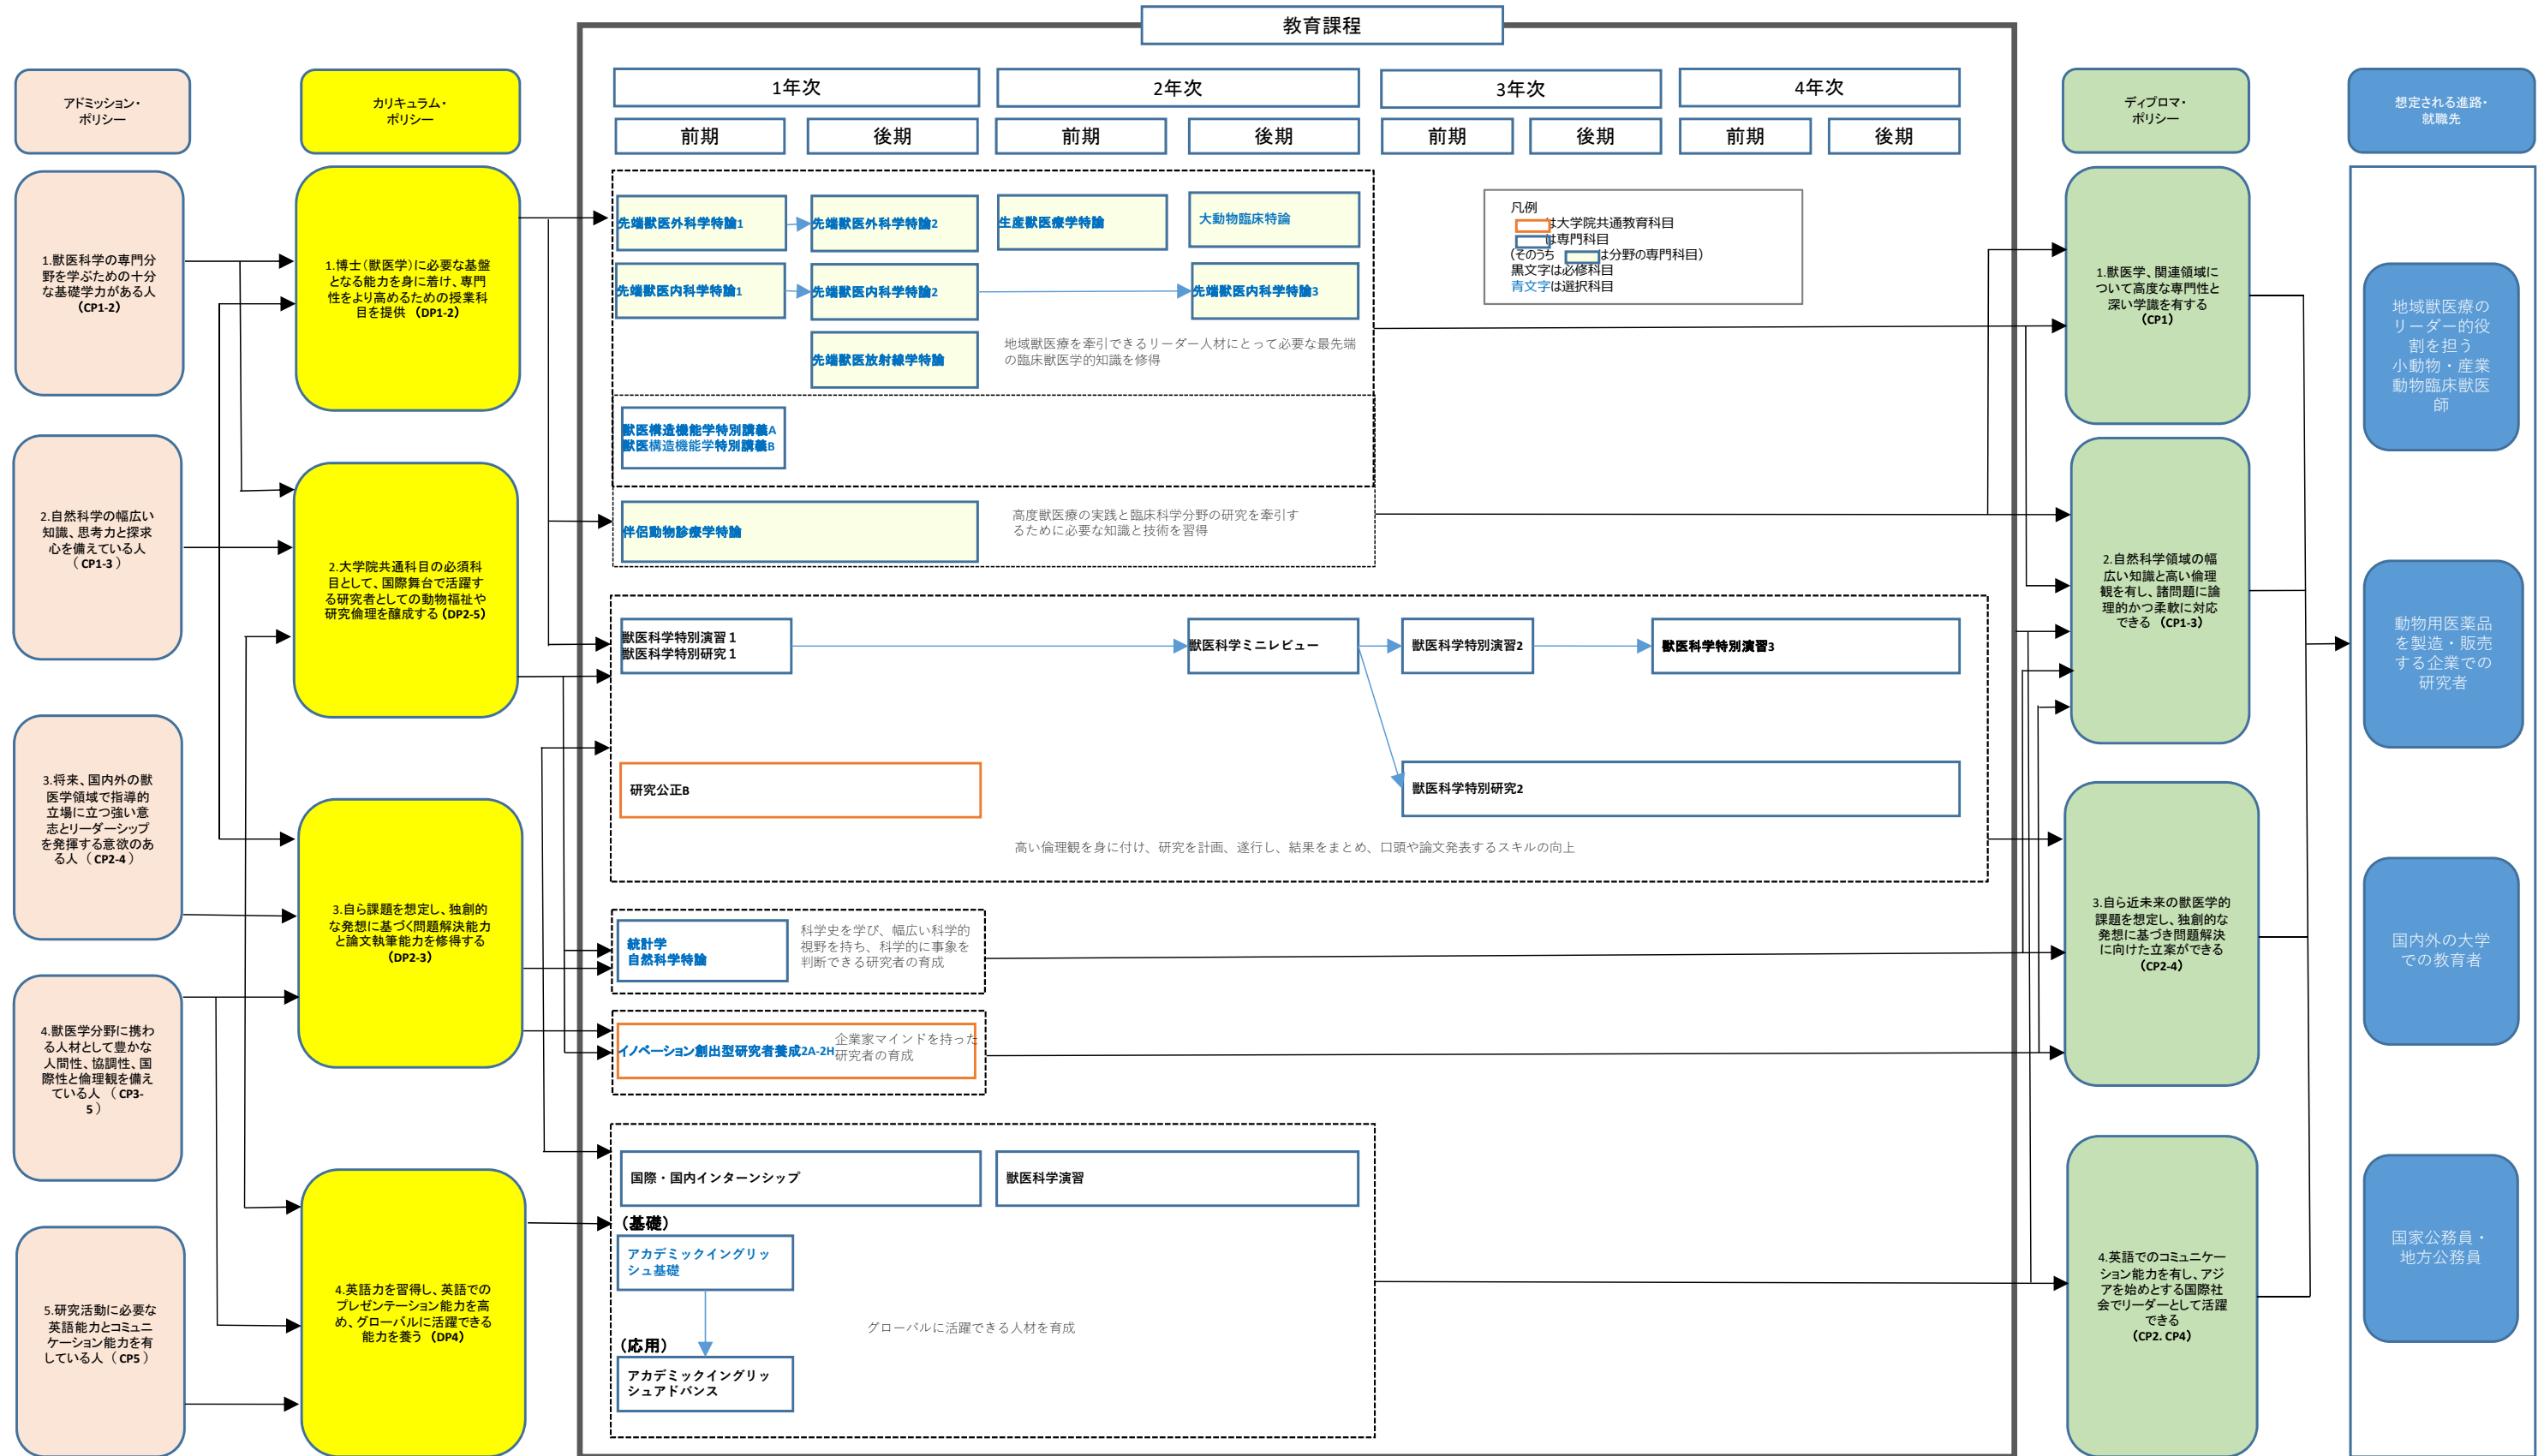 教育課程
アドミッション・
ポリシー
カリキュラム・
ポリシー
1年次
2年次
3年次
4年次
前期
後期
前期
後期
前期
後期
前期
後期
ディプロマ・
ポリシー
想定される進路・
就職先
1.獣医科学の専門分
野を学ぶための十分
な基礎学力がある人
(CP1-2)
2.自然科学の幅広い
知識、思考力と探求
心を備えている人
(CP1-3)
3.将来、国内外の獣
医学領域で指導的
立場に立つ強い意
志とリーダーシップ
を発揮する意欲のあ
る人(CP2-4)
4.獣医学分野に携わ
る人材として豊かな
人間性、協調性、国
際性と倫理観を備え
ている人 (CP3-
5)
5.研究活動に必要な
英語能力とコミュニ
ケーション能力を有
している人(CP5)
1.博士(獣医学)に必要な基盤
となる能力を身に着け、専門
性をより高めるための授業科
目を提供 (DP1-2)
2.大学院共通科目の必須科
目として、国際舞台で活躍す
る研究者としての動物福祉や
研究倫理を醸成する(DP2-5)
3.自ら課題を想定し、独創的
な発想に基づく問題解決能力
と論文執筆能力を修得する
(DP2-3)
4.英語力を習得し、英語での
プレゼンテーション能力を高
め、グローバルに活躍できる
能力を養う (DP4)
先端獣医外科学特論1
先端獣医外科学特論2
生産獣医療学特論
大動物臨床特論
先端獣医内科学特論1
先端獣医内科学特論2
先端獣医内科学特論3
先端獣医放射線学特論
地域獣医療を牽引できるリーダー人材にとって必要な最先端
の臨床獣医学的知識を修得
凡例
は大学院共通教育科目
は専門科目
(そのうち は分野の専門科目)
黒文字は必修科目
青文字は選択科目
獣医構造機能学特別講義A
獣医構造機能学特別講義B
伴侶動物診療学特論
高度獣医療の実践と臨床科学分野の研究を牽引す
るために必要な知識と技術を習得
獣医科学特別演習1
獣医科学特別研究1
獣医科学ミニレビュー
獣医科学特別演習2
獣医科学特別演習3
研究公正B
獣医科学特別研究2
高い倫理観を身に付け、研究を計画、遂行し、結果をまとめ、口頭や論文発表するスキルの向上
統計学
自然科学特論
科学史を学び、幅広い科学的
視野を持ち、科学的に事象を
判断できる研究者の育成
イノベーション創出型研究者養成2A-2H
企業家マインドを持った
研究者の育成
国際・国内インターンシップ
獣医科学演習
(基礎)
アカデミックイングリッ
シュ基礎
グローバルに活躍できる人材を育成
(応用)
アカデミックイングリッ
シュアドバンス
1.獣医学、関連領域に
ついて高度な専門性と
深い学識を有する
(CP1)
2.自然科学領域の幅
広い知識と高い倫理
観を有し、諸問題に論
理的かつ柔軟に対応
できる (CP1-3)
3.自ら近未来の獣医学的
課題を想定し、独創的な
発想に基づき問題解決
に向けた立案ができる
(CP2-4)
4.英語でのコミュニケー
ション能力を有し、アジ
アを始めとする国際社
会でリーダーとして活躍
できる
(CP2. CP4)
地域獣医療の
リーダー的役
割を担う
小動物・産業
動物臨床獣医
師
動物用医薬品
を製造・販売
する企業での
研究者
国内外の大学
での教育者
国家公務員・
地方公務員